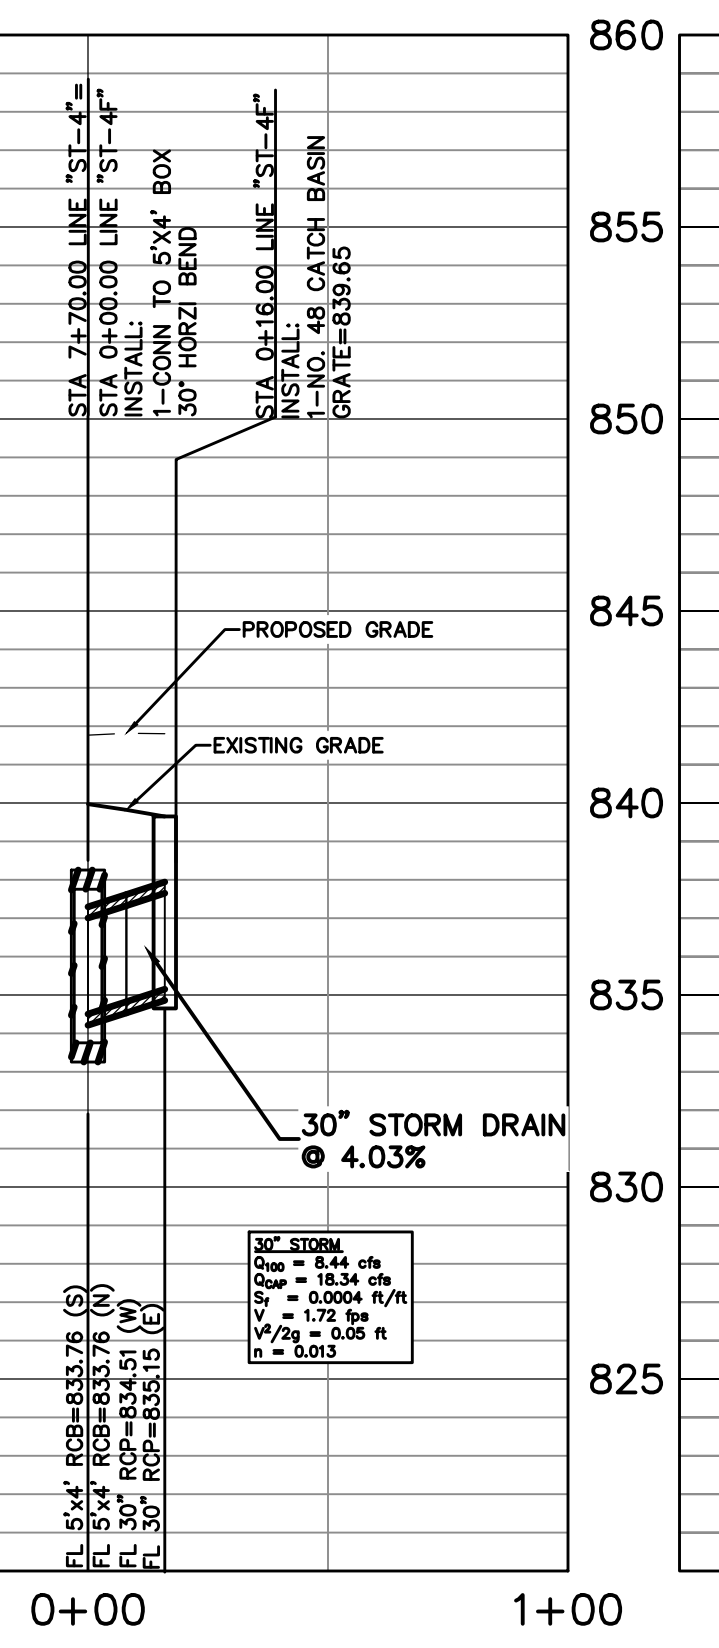 860
855
850
845
840
835
830
825
STA 7+70.00 LINE "ST-4"=
STA 0+00.00 LINE "ST-4F"
INSTALL:
1-CONN TO 5'X4' BOX
30° HORZI BEND
STA 0+16.00 LINE "ST-4F"
INSTALL:
1-NO. 48 CATCH BASIN
GRATE=839.65
PROPOSED GRADE
EXISTING GRADE
30" STORM DRAIN
@ 4.03%
30" STORM
Q100 = 8.44 cfs
QCAP = 18.34 cfs
Sf = 0.0004 ft/ft
V = 1.72 fps
V²/2g = 0.05 ft
n = 0.013
FL 5'x4' RCB=833.76 (S)
FL 5'x4' RCB=833.76 (N)
FL 30" RCP=834.51 (W)
FL 30" RCP=835.15 (E)
0+00
1+00